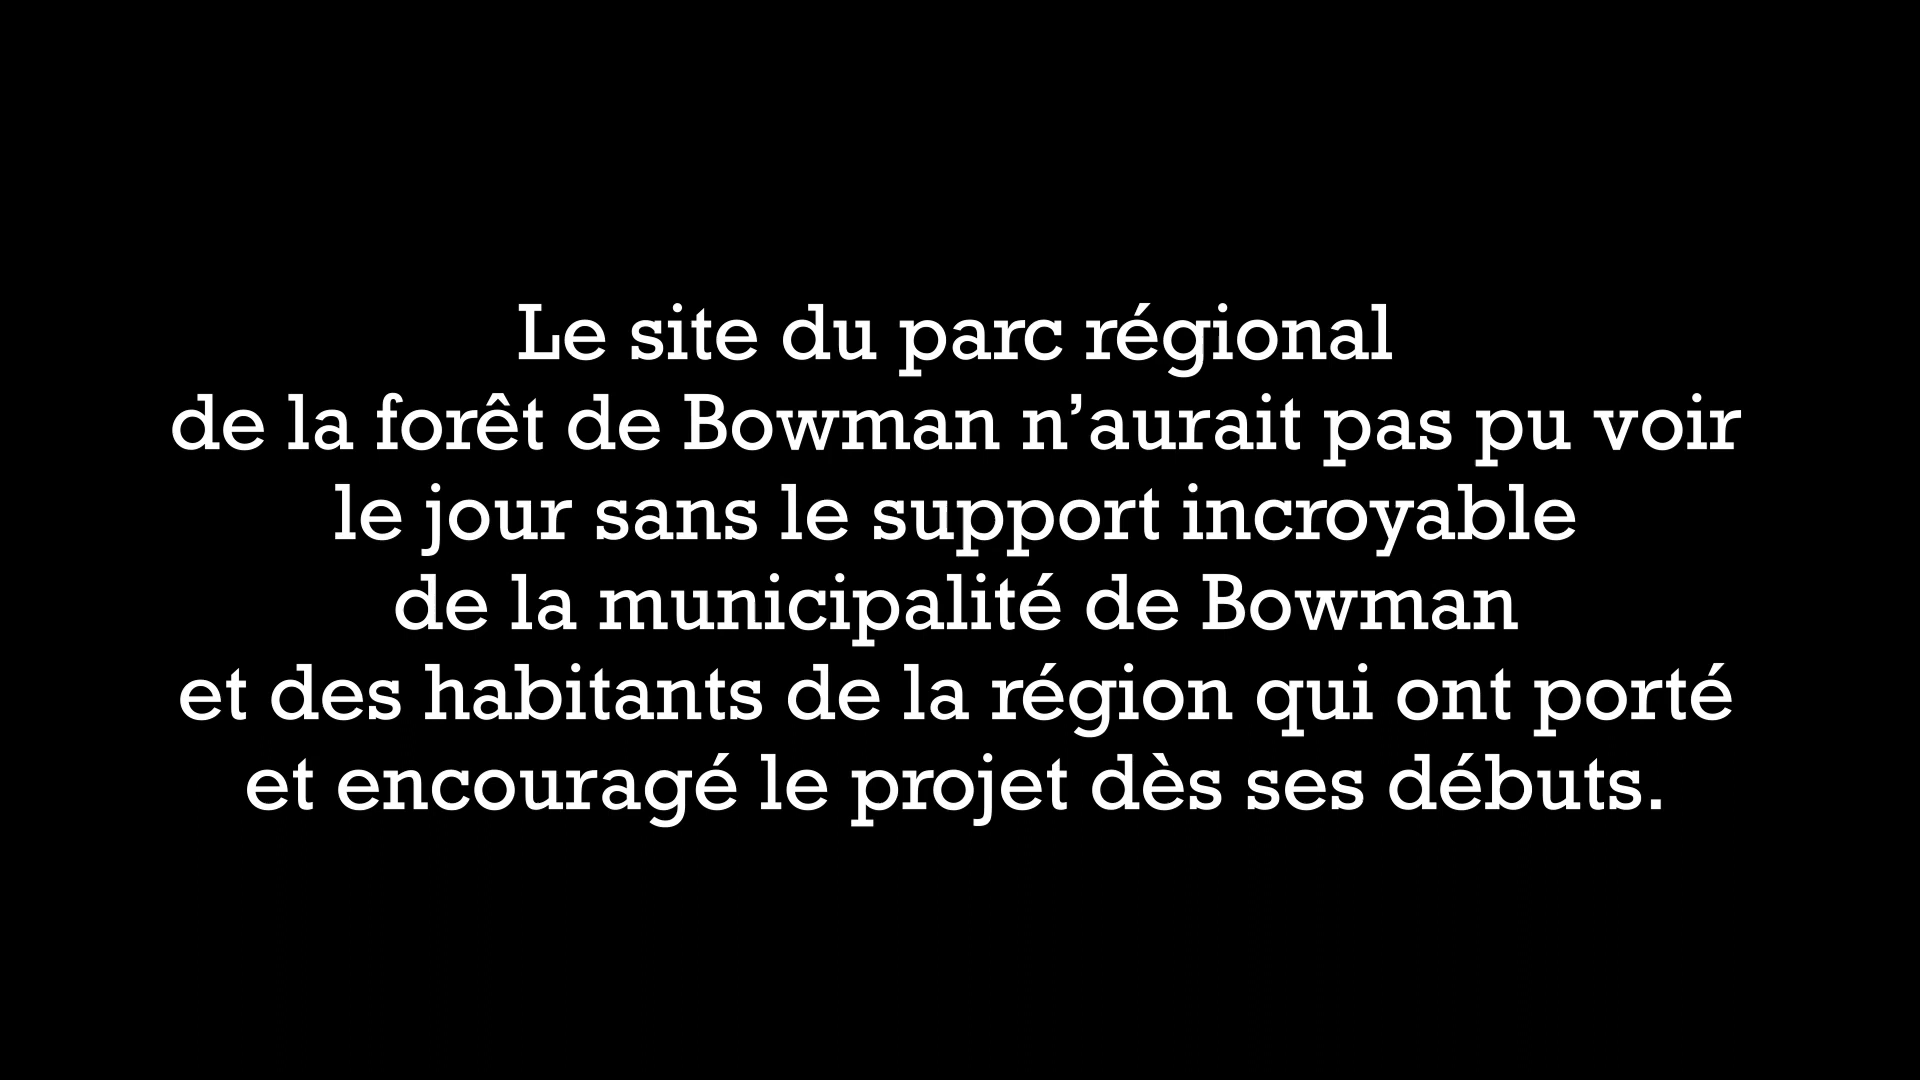 Le site du parc régional
de la forêt de Bowman n’aurait pas pu voir
le jour sans le support incroyable
de la municipalité de Bowman
et des habitants de la région qui ont porté
et encouragé le projet dès ses débuts.